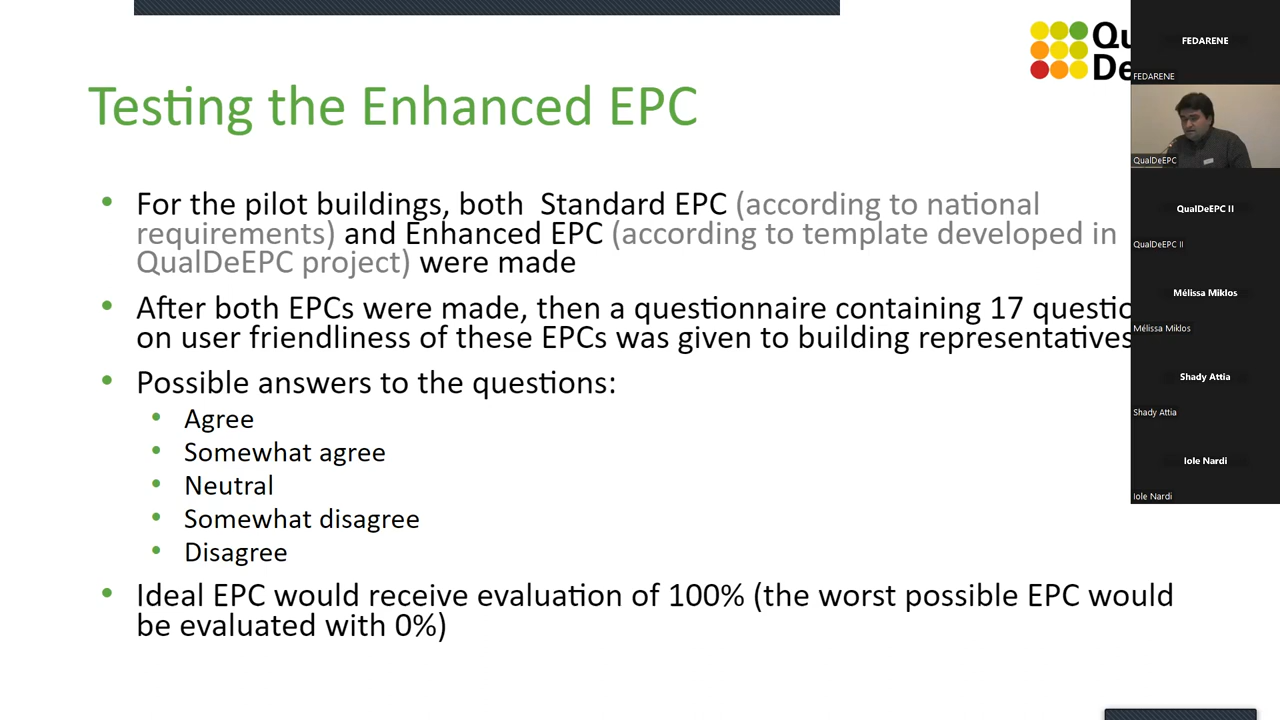 Testing the Enhanced EPC
• For the pilot buildings, both Standard EPC (according to national
requirements) and Enhanced EPC (according to template developed in
QualDeEPC project) were made
• After both EPCs were made, then a questionnaire containing 17 questio
on user friendliness of these EPCs was given to building representatives
• Possible answers to the questions:
• Agree
• Somewhat agree
• Neutral
• Somewhat disagree
• Disagree
• Ideal EPC would receive evaluation of 100% (the worst possible EPC would
be evaluated with 0%)
Qu
De
FEDARENE
FEDARENE
QualDeEPC
QualDeEPC II
QualDeEPC II
Mélissa Miklos
Mélissa Miklos
Shady Attia
Shady Attia
Iole Nardi
Iole Nardi